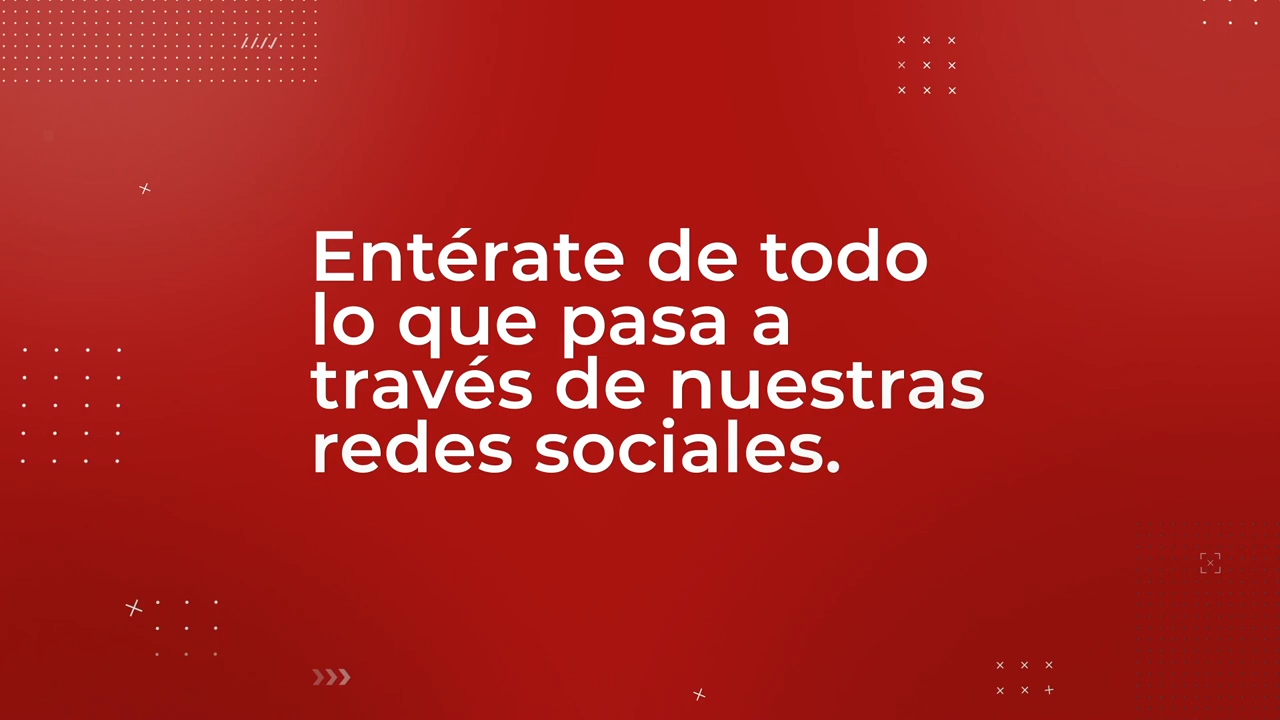 Entérate de todo
lo que pasa a
través de nuestras
redes sociales.